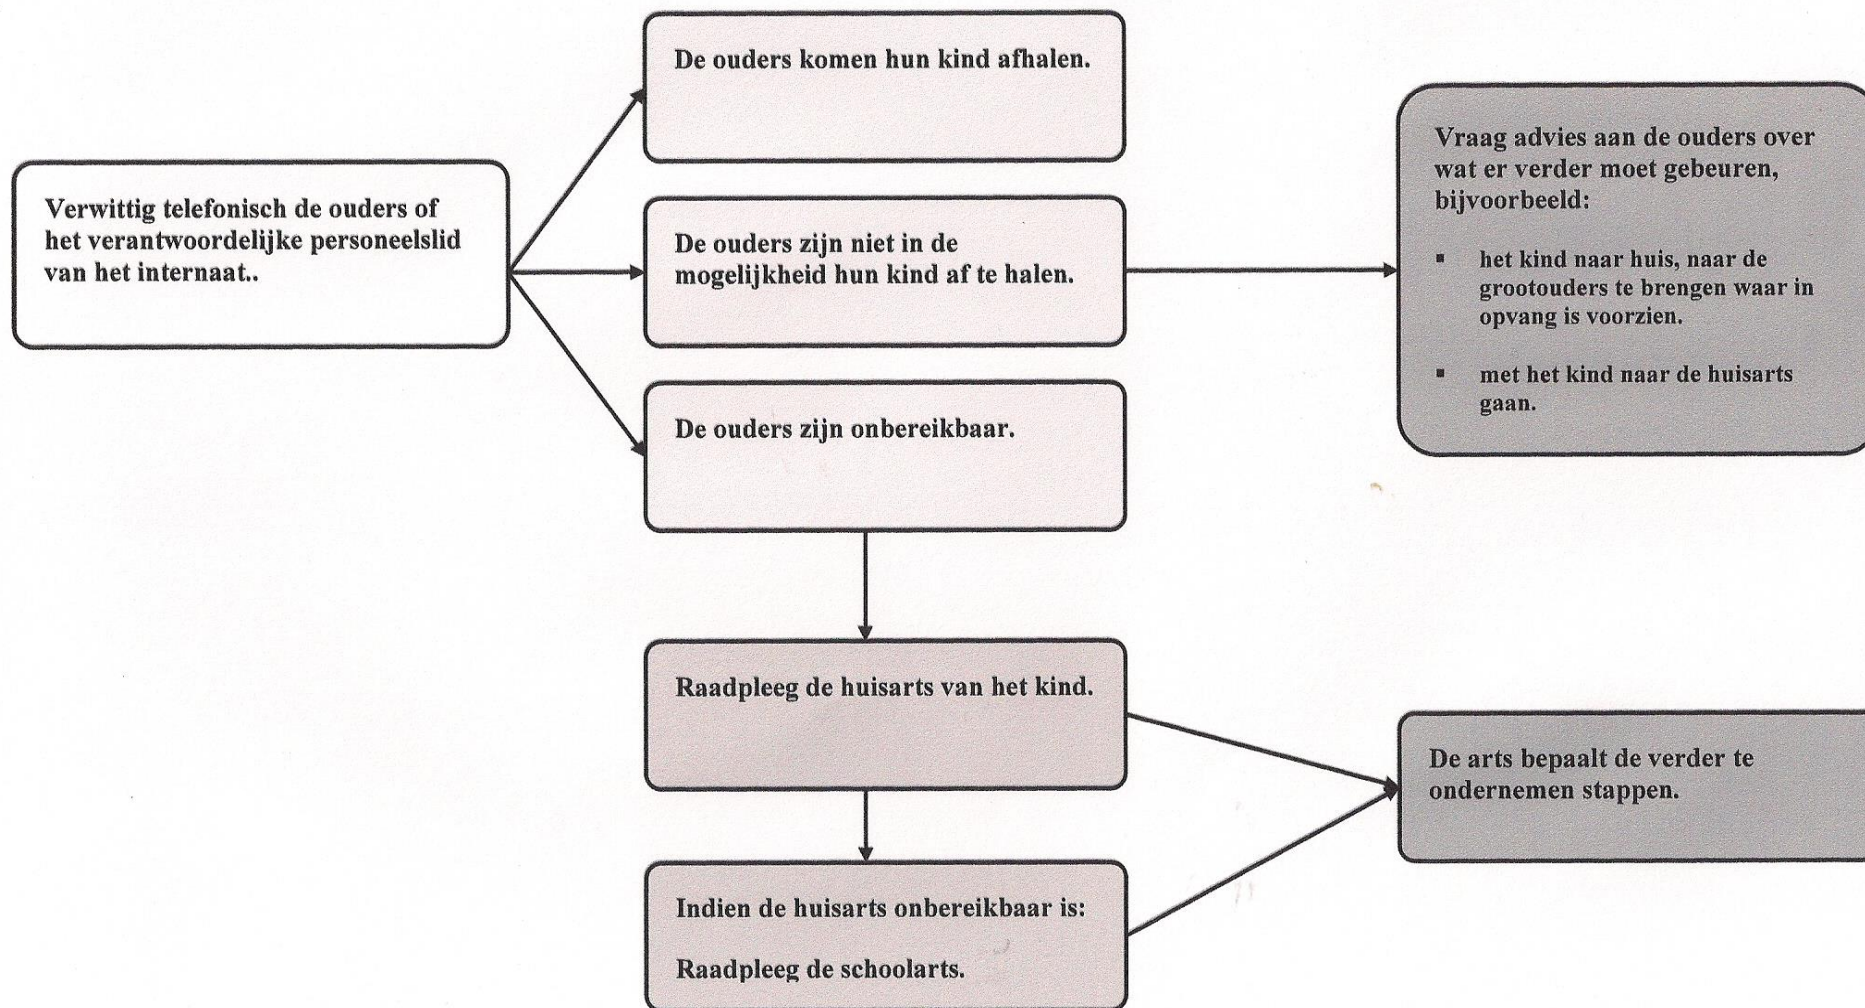 Verwittig telefonisch de ouders of
het verantwoordelijke personeelslid
van het internaat..
De ouders komen hun kind afhalen.
De ouders zijn niet in de
mogelijkheid hun kind af te halen.
De ouders zijn onbereikbaar.
Vraag advies aan de ouders over
wat er verder moet gebeuren,
bijvoorbeeld:
▪ het kind naar huis, naar de
grootouders te brengen waar in
opvang is voorzien.
▪ met het kind naar de huisarts
gaan.
Raadpleeg de huisarts van het kind.
Indien de huisarts onbereikbaar is:
Raadpleeg de schoolarts.
De arts bepaalt de verder te
ondernemen stappen.